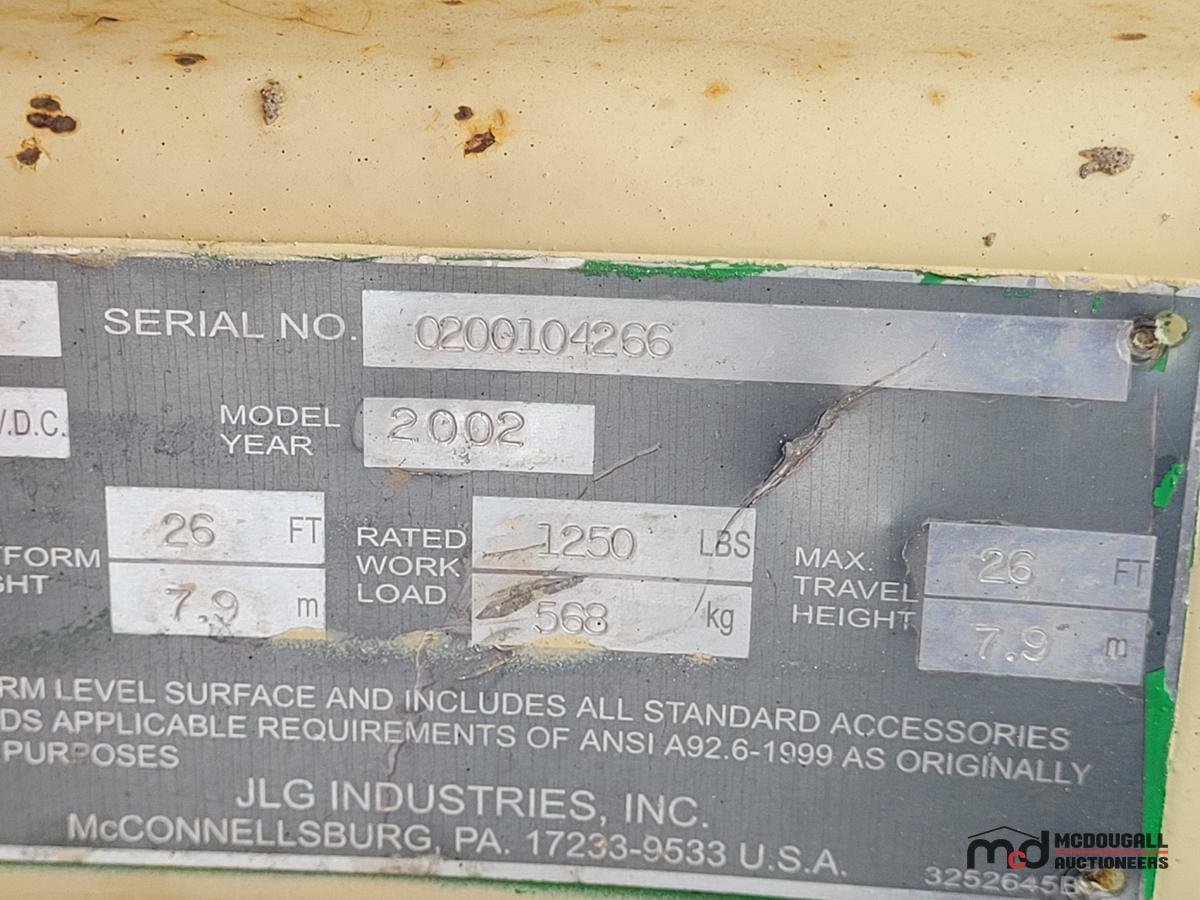 SERIAL NO. 0200104266
V.D.C.
MODEL YEAR 2002
26 FT
7.9 m
RATED WORK LOAD
1250 LBS
568 kg
MAX. TRAVEL HEIGHT
26 FT
7.9 m
RM LEVEL SURFACE AND INCLUDES ALL STANDARD ACCESSORIES
DS APPLICABLE REQUIREMENTS OF ANSI A92.6-1999 AS ORIGINALLY
PURPOSES
JLG INDUSTRIES, INC.
McCONNELLSBURG, PA. 17233-9533 U.S.A.
3252645B
mcd MCDOUGALL
AUCTIONEERS